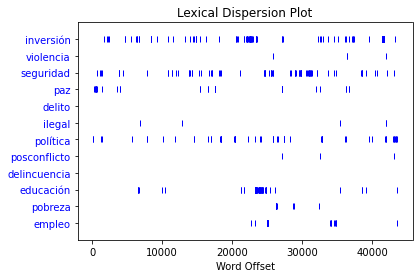 Lexical Dispersion Plot
inversión
violencia
seguridad
paz
delito
ilegal
política
posconflicto
delincuencia
educación
pobreza
empleo
0 10000 20000 30000 40000
Word Offset